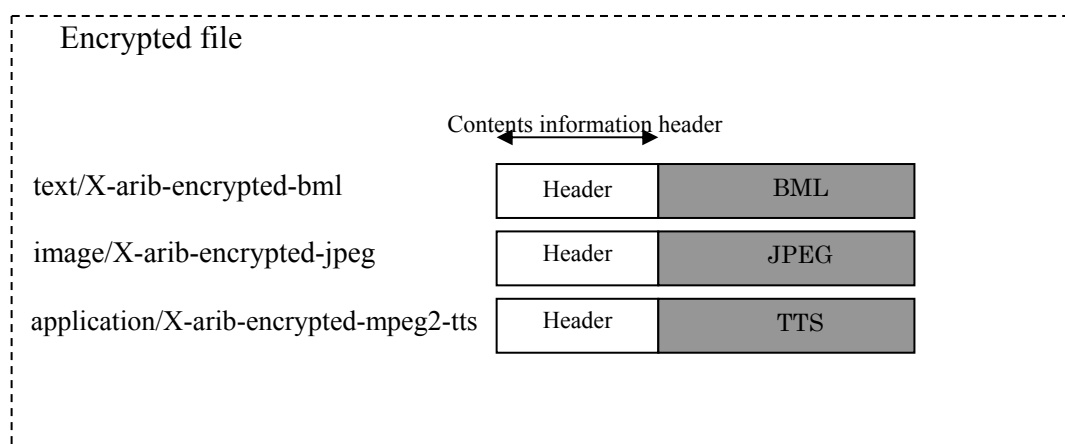 Encrypted file
Contents information header
text/X-arib-encrypted-bml Header BML
image/X-arib-encrypted-jpeg Header JPEG
application/X-arib-encrypted-mpeg2-tts Header TTS